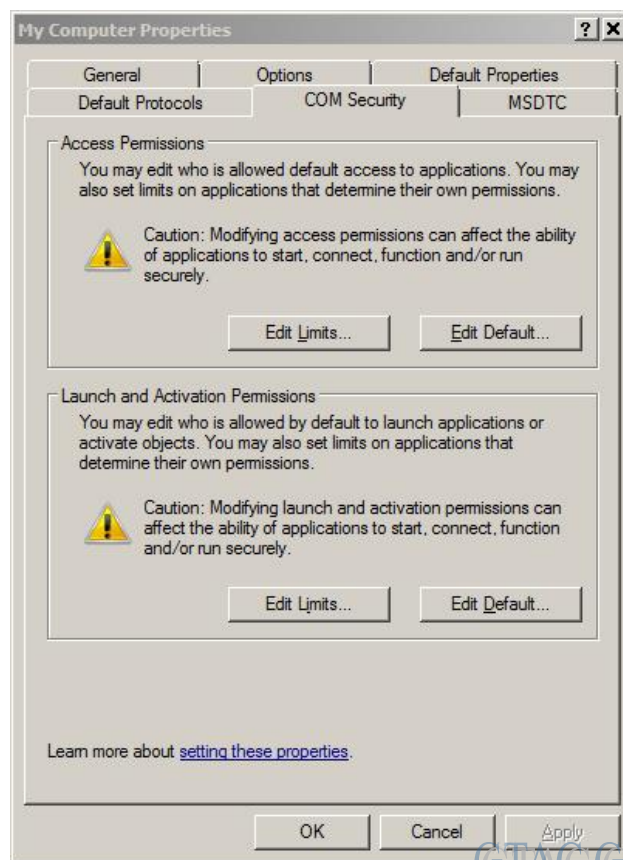 My Computer Properties
General Options Default Properties
Default Protocols COM Security MSDTC
Access Permissions
You may edit who is allowed default access to applications. You may
also set limits on applications that determine their own permissions.
Caution: Modifying access permissions can affect the ability
of applications to start, connect, function and/or run
securely.
Edit Limits... Edit Default...
Launch and Activation Permissions
You may edit who is allowed by default to launch applications or
activate objects. You may also set limits on applications that
determine their own permissions.
Caution: Modifying launch and activation permissions can
affect the ability of applications to start, connect, function
and/or run securely.
Edit Limits... Edit Default...
Learn more about setting these properties.
OK Cancel Apply